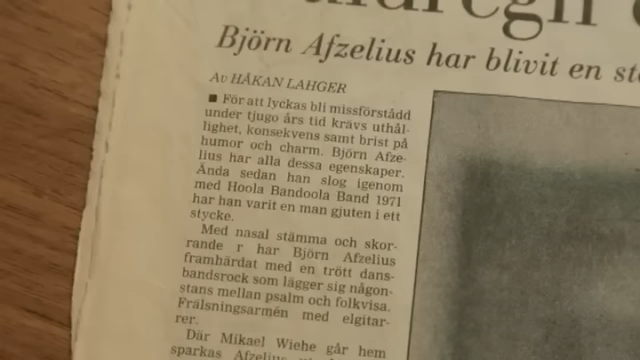 Björn Afzelius har blivit en
Av HÅKAN LAHGER
■ För att lyckas bli missförstådd
under tjugo års tid krävs uthål-
lighet, konsekvens samt brist på
humor och charm. Björn Afze-
lius har alla dessa egenskaper.
Ända sedan han slog igenom
med Hoola Bandoola Band 1971
har han varit en man gjuten i ett
stycke.
Med nasal stämma och skor-
rande r har Björn Afzelius
framhärdat med en trött dans-
bandsrock som lägger sig någon-
stans mellan psalm och folkvisa.
Frälsningsarmén med elgitar-
rer.
Där Mikael Wiehe går hem
sparkas Afzelius